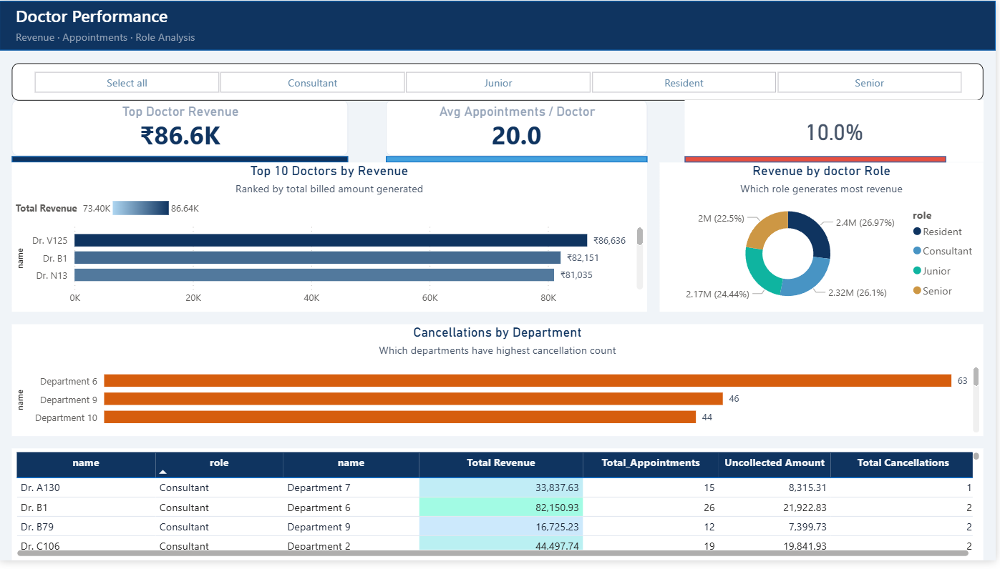 Doctor Performance
Revenue · Appointments · Role Analysis
Select all Consultant Junior Resident Senior
Top Doctor Revenue
₹86.6K
Avg Appointments / Doctor
20.0
10.0%
Top 10 Doctors by Revenue
Ranked by total billed amount generated
Total Revenue 73.40K 86.64K
name
Dr. V125 ₹86,636
Dr. B1 ₹82,151
Dr. N13 ₹81,035
0K 20K 40K 60K 80K
Revenue by doctor Role
Which role generates most revenue
2M (22.5%)
2.4M (26.97%)
2.17M (24.44%)
2.32M (26.1%)
role
Resident
Consultant
Junior
Senior
Cancellations by Department
Which departments have highest cancellation count
name
Department 6 63
Department 9 46
Department 10 44
name role name Total Revenue Total_Appointments Uncollected Amount Total Cancellations
Dr. A130 Consultant Department 7 33,837.63 15 8,315.31 1
Dr. B1 Consultant Department 6 82,150.93 26 21,922.83 2
Dr. B79 Consultant Department 9 16,725.23 12 7,399.73 2
Dr. C106 Consultant Department 2 44,497.74 19 19,841.93 2